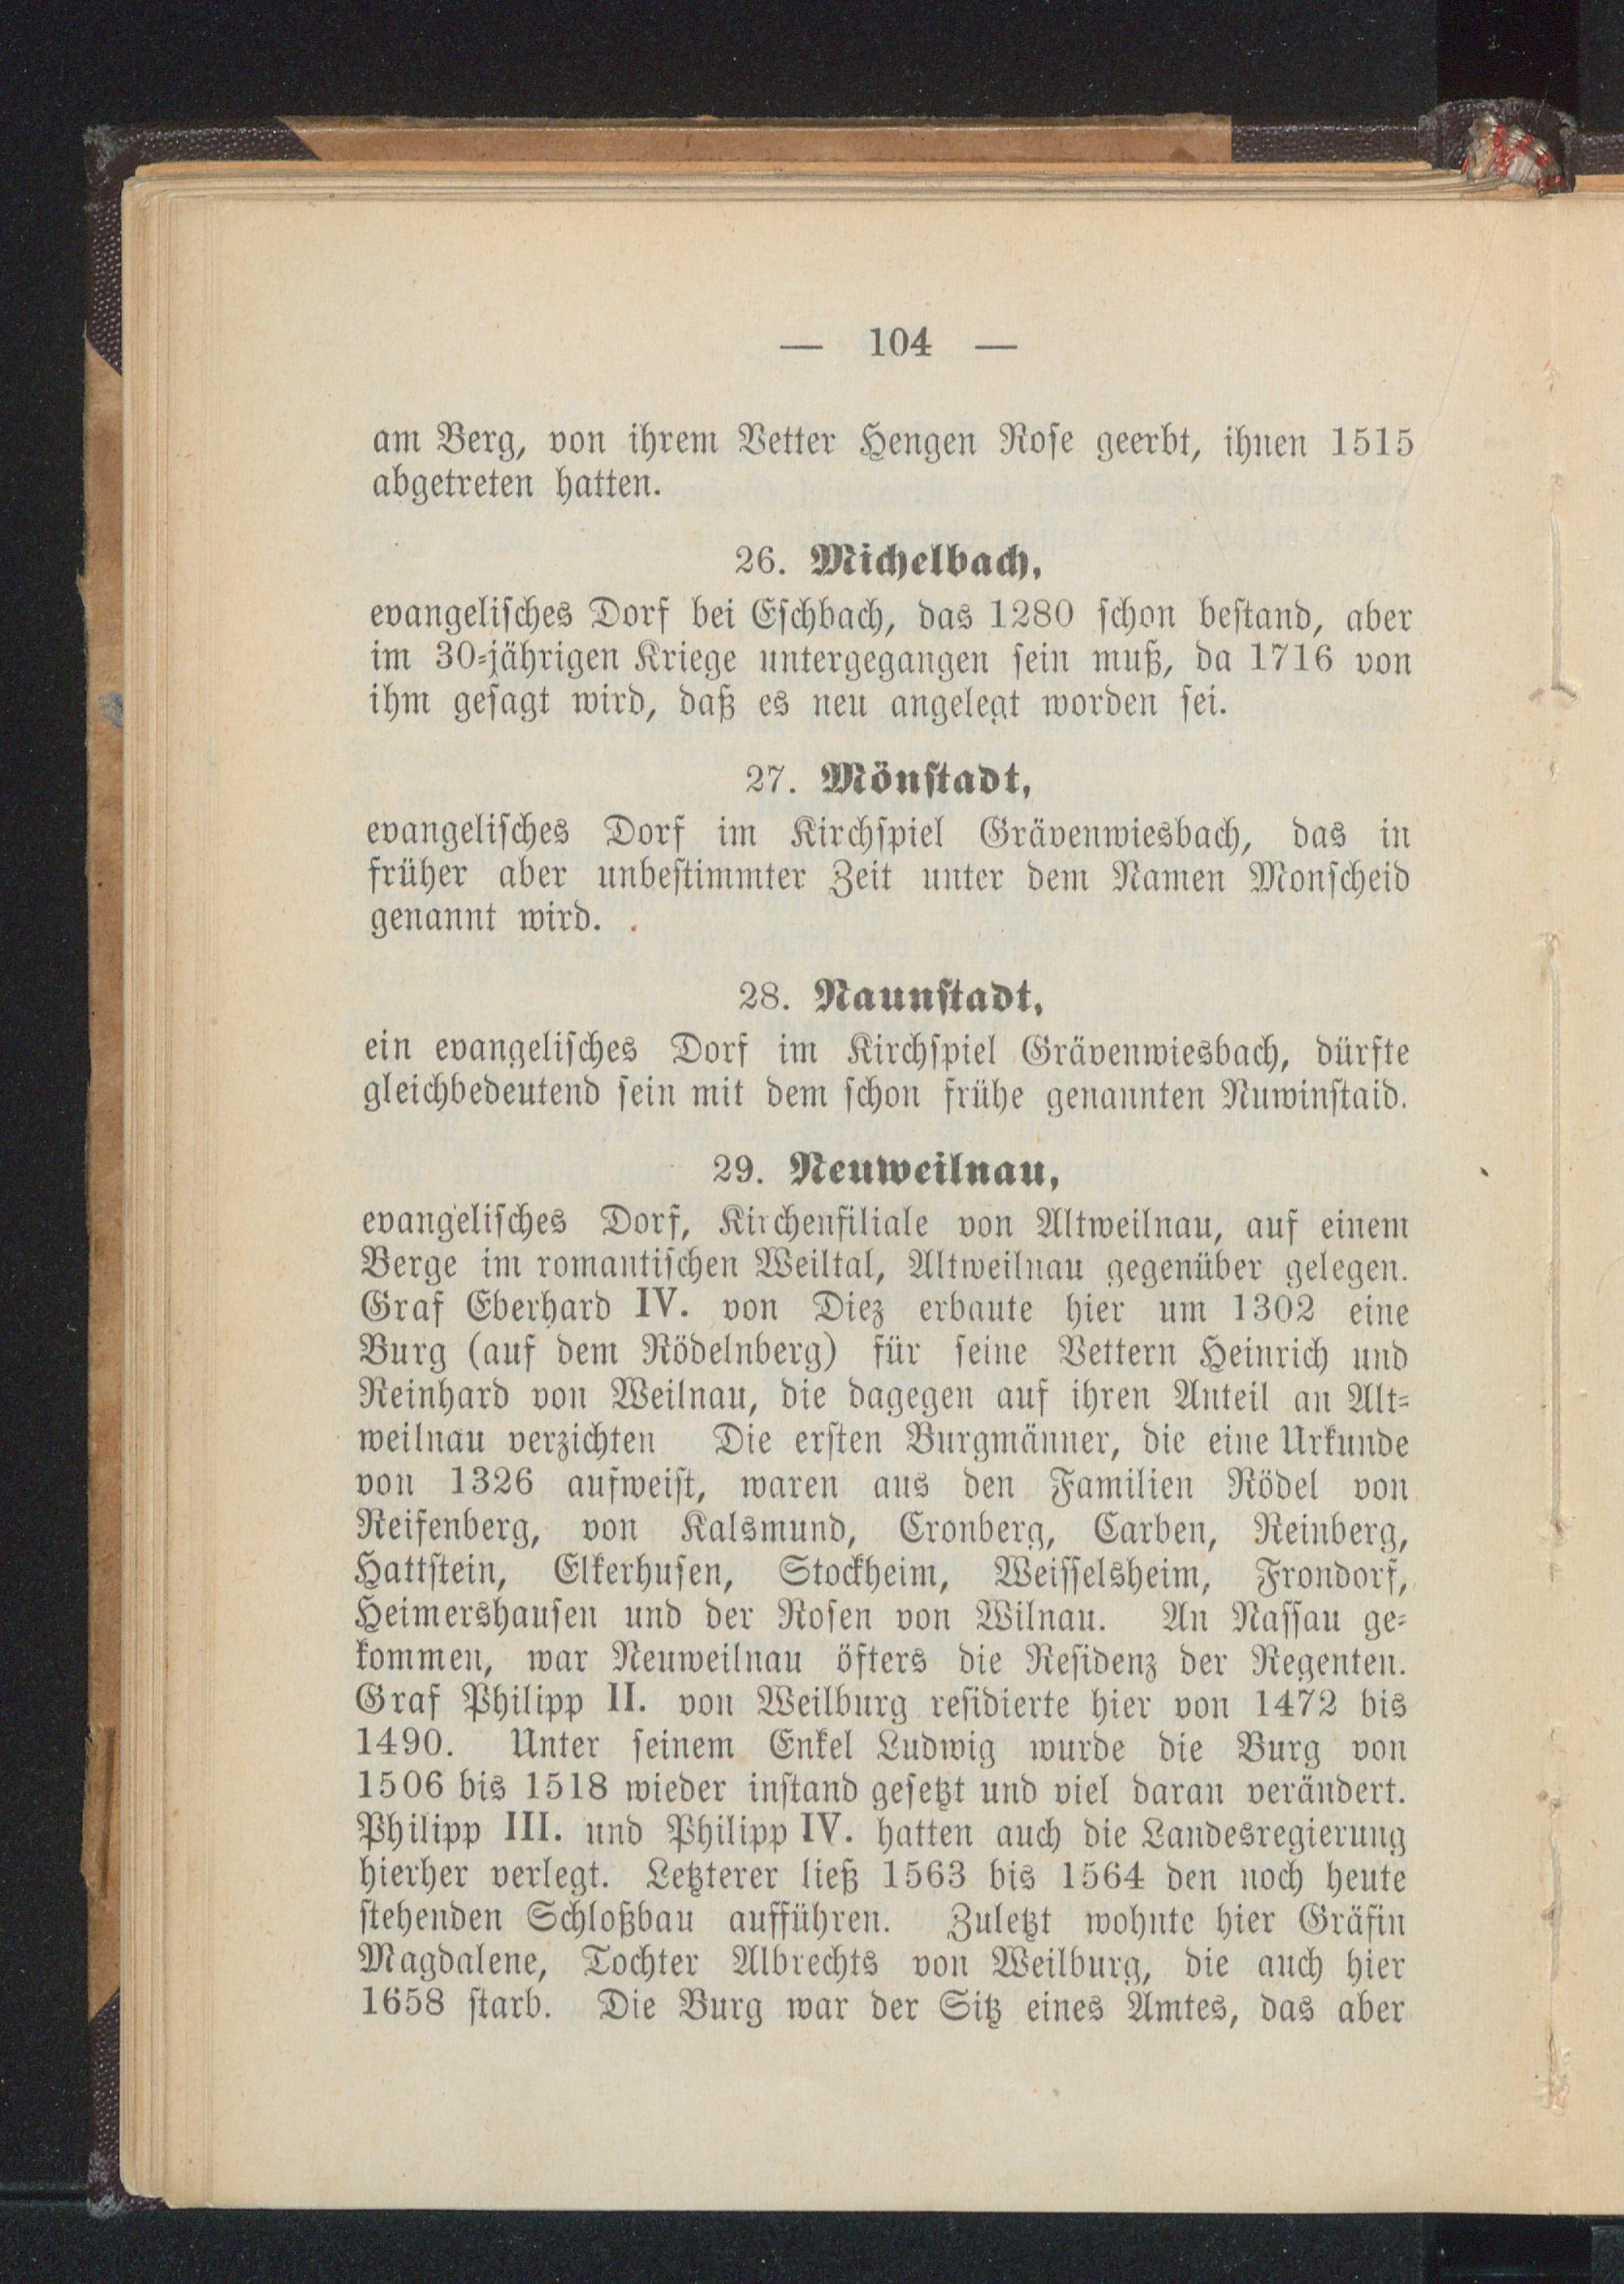 — 104 —
am Berg, von ihrem Vetter Hengen Rose geerbt, ihnen 1515
abgetreten hatten.
26. Michelbach,
evangelisches Dorf bei Eschbach, das 1280 schon bestand, aber
im 30-jährigen Kriege untergegangen sein muß, da 1716 von
ihm gesagt wird, daß es neu angelegt worden sei.
27. Mönstadt,
evangelisches Dorf im Kirchspiel Grävenwiesbach, das in
früher aber unbestimmter Zeit unter dem Namen Monscheid
genannt wird.
28. Naunstadt,
ein evangelisches Dorf im Kirchspiel Grävenwiesbach, dürfte
gleichbedeutend sein mit dem schon frühe genannten Nuwinstaid.
29. Neuweilnau,
evangelisches Dorf, Kirchenfiliale von Altweilnau, auf einem
Berge im romantischen Weiltal, Altweilnau gegenüber gelegen.
Graf Eberhard IV. von Diez erbaute hier um 1302 eine
Burg (auf dem Rödelnberg) für seine Vettern Heinrich und
Reinhard von Weilnau, die dagegen auf ihren Anteil an Alt-
weilnau verzichten Die ersten Burgmänner, die eine Urkunde
von 1326 aufweist, waren aus den Familien Rödel von
Reifenberg, von Kalsmund, Cronberg, Carben, Reinberg,
Hattstein, Elkerhusen, Stockheim, Weisselsheim, Frondorf,
Heimershausen und der Rosen von Wilnau. An Nassau ge-
kommen, war Neuweilnau öfters die Residenz der Regenten.
Graf Philipp II. von Weilburg residierte hier von 1472 bis
1490. Unter seinem Enkel Ludwig wurde die Burg von
1506 bis 1518 wieder instand gesetzt und viel daran verändert.
Philipp III. und Philipp IV. hatten auch die Landesregierung
hierher verlegt. Letzterer ließ 1563 bis 1564 den noch heute
stehenden Schloßbau aufführen. Zuletzt wohnte hier Gräfin
Magdalene, Tochter Albrechts von Weilburg, die auch hier
1658 starb. Die Burg war der Sitz eines Amtes, das aber